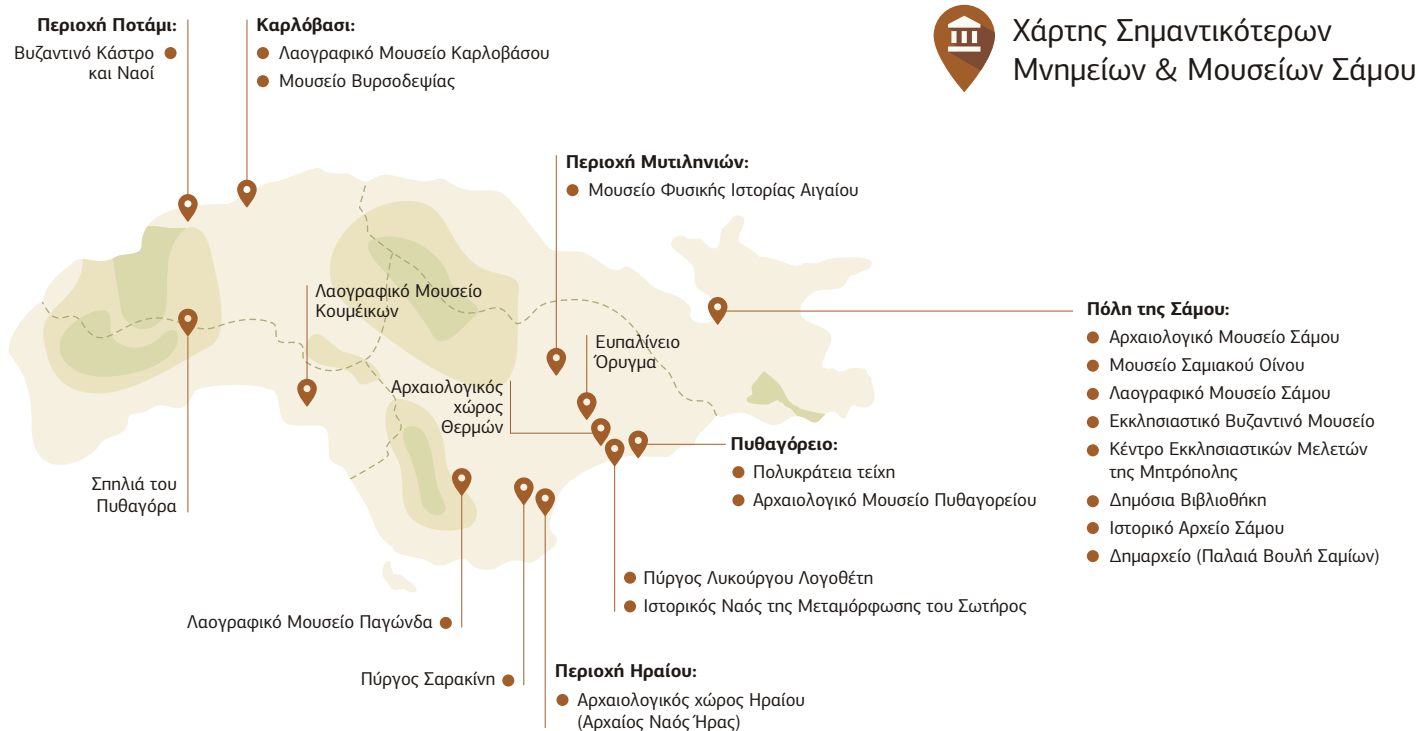 Χάρτης Σημαντικότερων
Μνημείων & Μουσείων Σάμου
Περιοχή Ποτάμι:
Βυζαντινό Κάστρο
και Ναοί
Καρλόβασι:
Λαογραφικό Μουσείο Καρλοβάσου
Μουσείο Βυρσοδεψίας
Περιοχή Μυτιληνιών:
Μουσείο Φυσικής Ιστορίας Αιγαίου
Λαογραφικό Μουσείο
Κουμέικων
Ευπαλίνειο
Όρυγμα
Αρχαιολογικός
χώρος
Θερμών
Σπηλιά του
Πυθαγόρα
Πόλη της Σάμου:
Αρχαιολογικό Μουσείο Σάμου
Μουσείο Σαμιακού Οίνου
Λαογραφικό Μουσείο Σάμου
Εκκλησιαστικό Βυζαντινό Μουσείο
Κέντρο Εκκλησιαστικών Μελετών
της Μητρόπολης
Δημόσια Βιβλιοθήκη
Ιστορικό Αρχείο Σάμου
Δημαρχείο (Παλαιά Βουλή Σαμίων)
Πυθαγόρειο:
Πολυκράτεια τείχη
Αρχαιολογικό Μουσείο Πυθαγορείου
Πύργος Λυκούργου Λογοθέτη
Ιστορικός Ναός της Μεταμόρφωσης του Σωτήρος
Λαογραφικό Μουσείο Παγώνδα
Πύργος Σαρακίνη
Περιοχή Ηραίου:
Αρχαιολογικός χώρος Ηραίου
(Αρχαίος Ναός Ήρας)